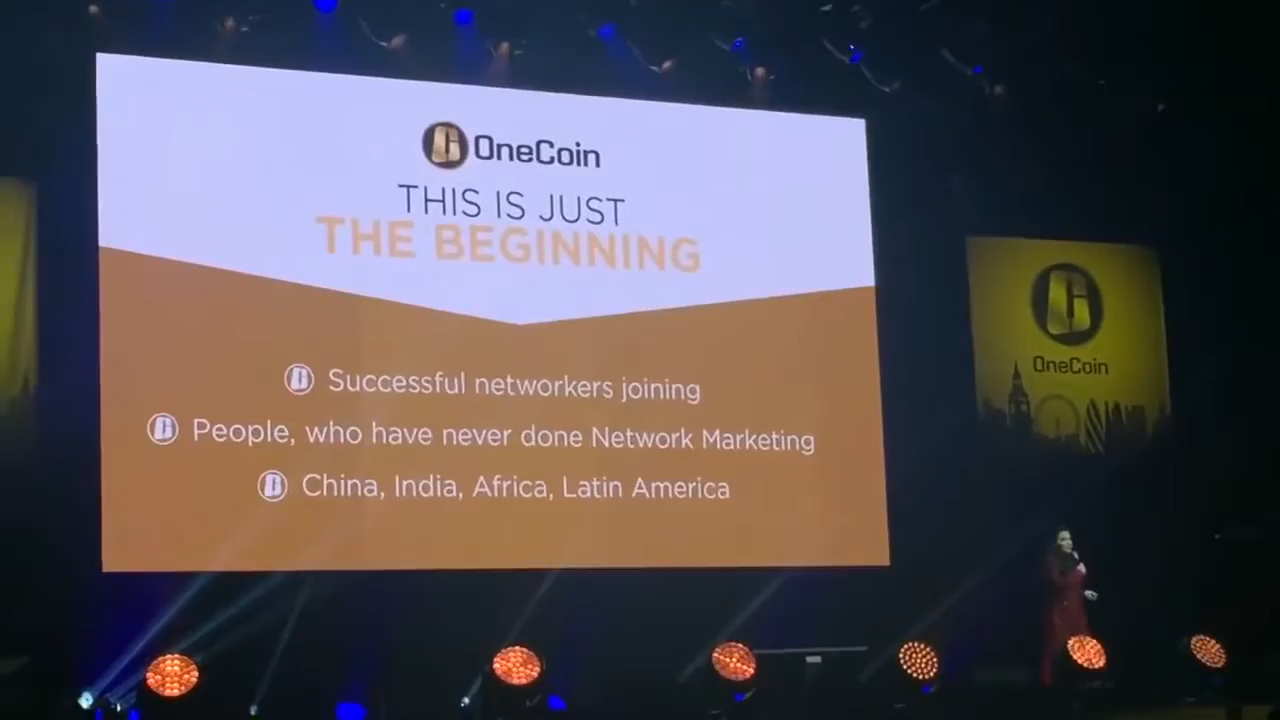 OneCoin
THIS IS JUST
THE BEGINNING
Successful networkers joining
People, who have never done Network Marketing
China, India, Africa, Latin America
OneCoin